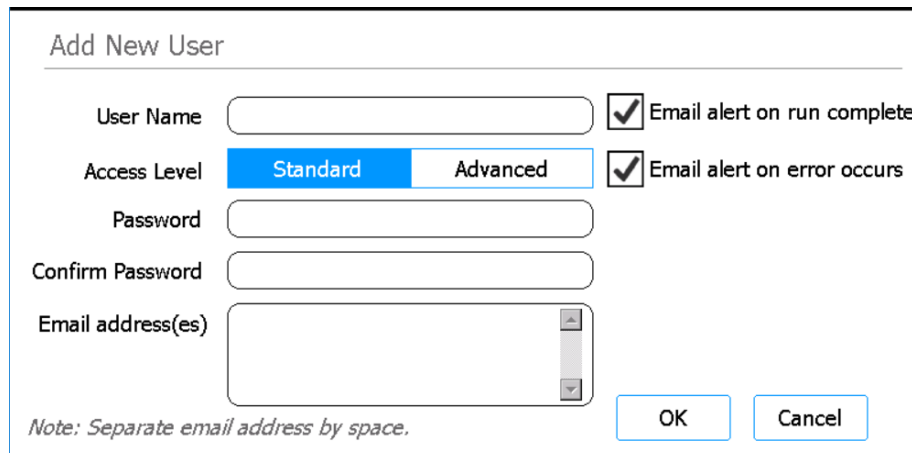 Add New User
User Name
Email alert on run complete
Access Level
Standard
Advanced
Email alert on error occurs
Password
Confirm Password
Email address(es)
Note: Separate email address by space.
OK
Cancel